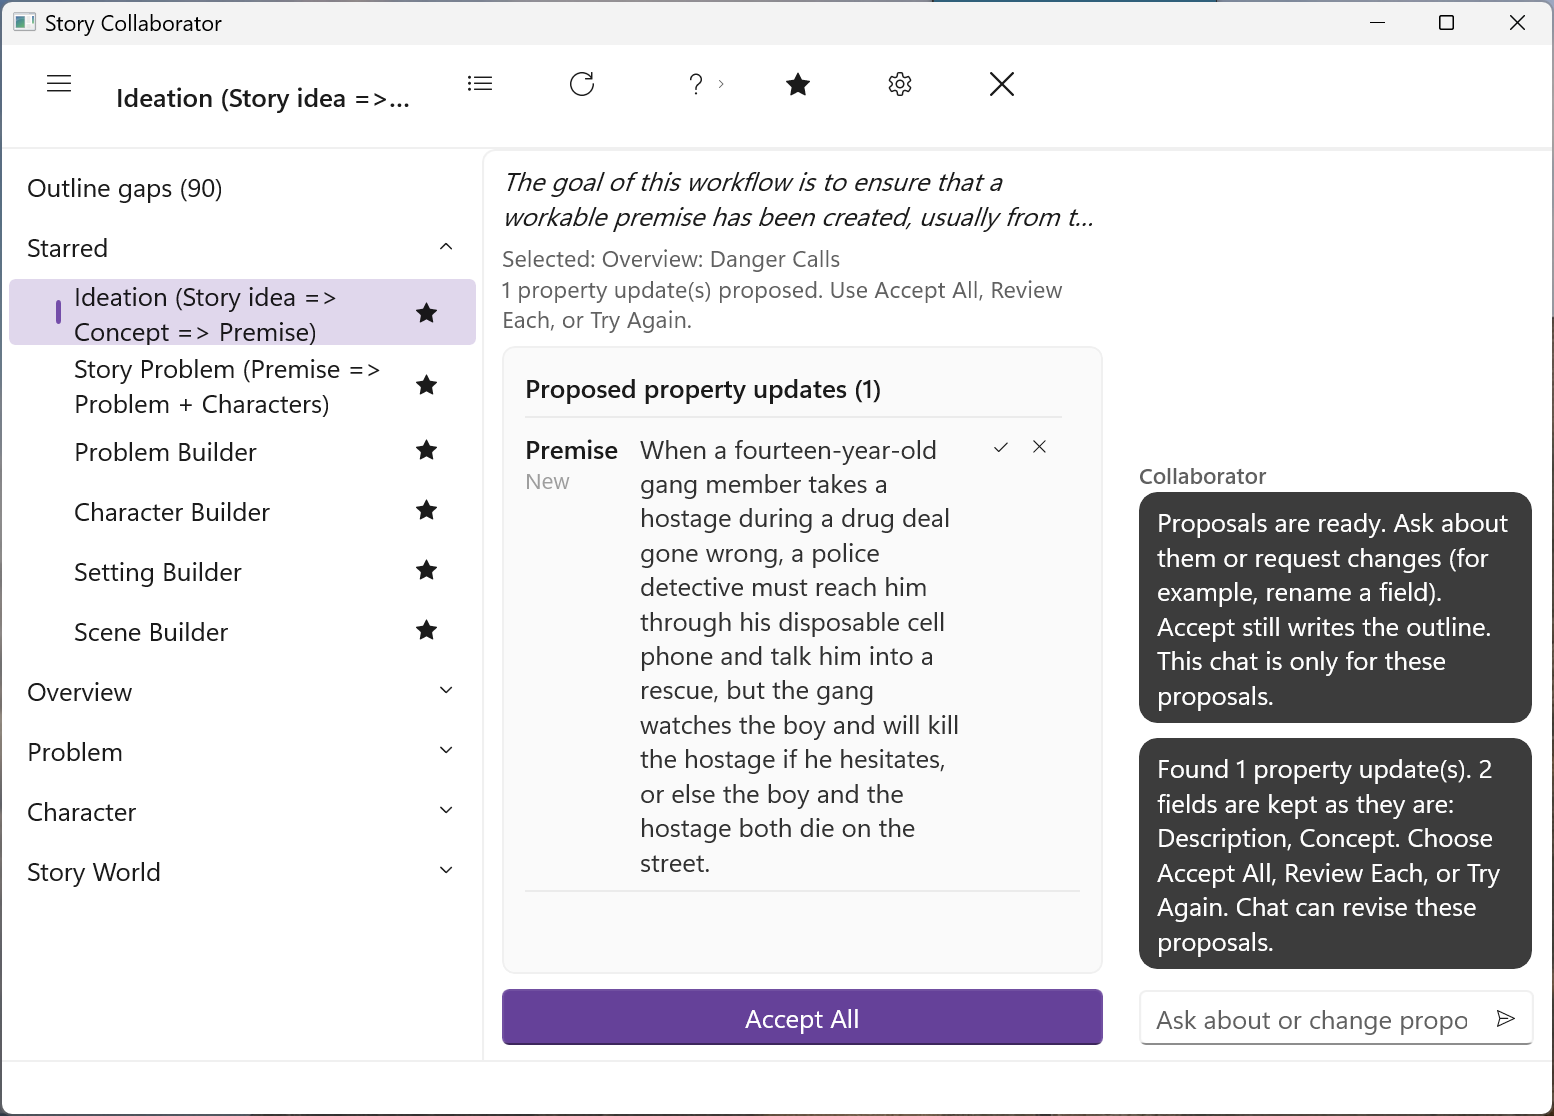 Story Collaborator
Ideation (Story idea =>...
?
Outline gaps (90)
Starred
Ideation (Story idea =>
Concept => Premise)
Story Problem (Premise =>
Problem + Characters)
Problem Builder
Character Builder
Setting Builder
Scene Builder
Overview
Problem
Character
Story World
The goal of this workflow is to ensure that a
workable premise has been created, usually from t...
Selected: Overview: Danger Calls
1 property update(s) proposed. Use Accept All, Review
Each, or Try Again.
Proposed property updates (1)
Premise
New
When a fourteen-year-old
gang member takes a
hostage during a drug deal
gone wrong, a police
detective must reach him
through his disposable cell
phone and talk him into a
rescue, but the gang
watches the boy and will kill
the hostage if he hesitates,
or else the boy and the
hostage both die on the
street.
Accept All
Collaborator
Proposals are ready. Ask about
them or request changes (for
example, rename a field).
Accept still writes the outline.
This chat is only for these
proposals.
Found 1 property update(s). 2
fields are kept as they are:
Description, Concept. Choose
Accept All, Review Each, or Try
Again. Chat can revise these
proposals.
Ask about or change propo